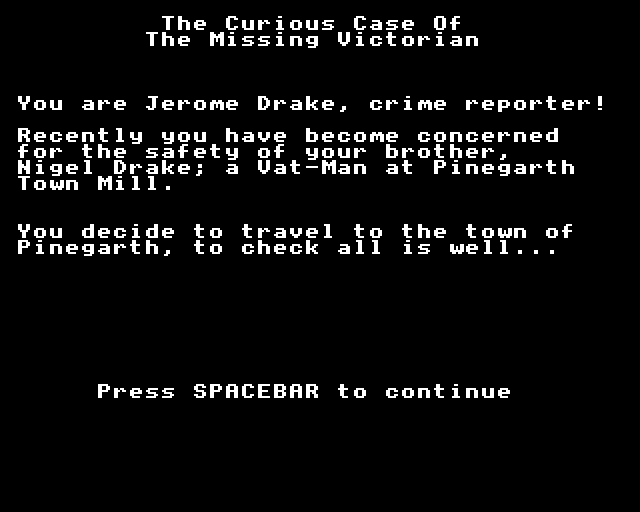 The Curious Case Of
The Missing Victorian
You are Jerome Drake, crime reporter!
Recently you have become concerned
for the safety of your brother,
Nigel Drake; a Vat-Man at Pinegarth
Town Mill.
You decide to travel to the town of
Pinegarth, to check all is well...
Press SPACEBAR to continue